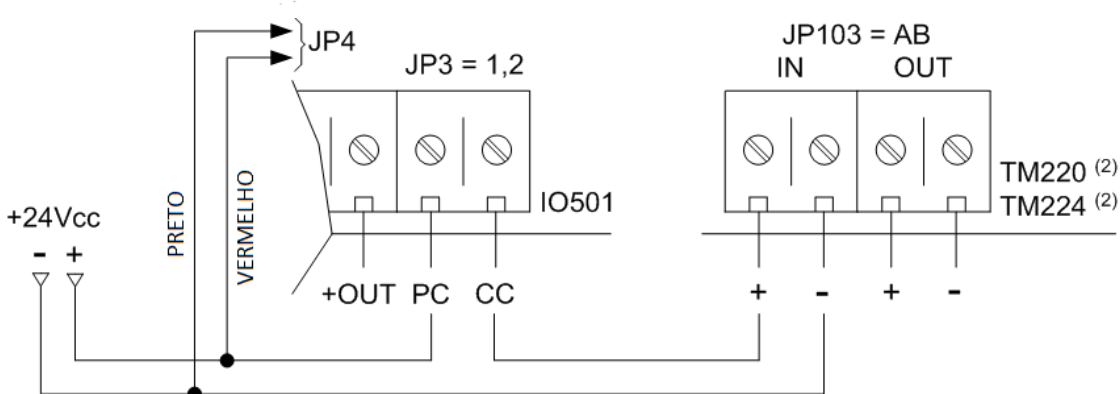 JP4
JP3 = 1,2
JP103 = AB
IN OUT
PRETO
VERMELHO
IO501
TM220 (2)
TM224 (2)
+24Vcc
- +
+OUT PC CC
+ - + -